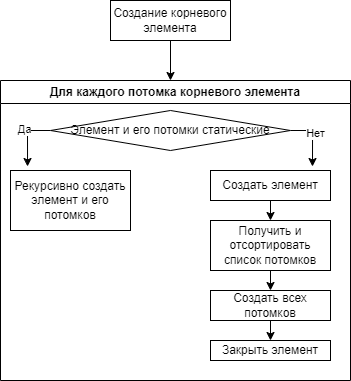 Создание корневого
элемента
Для каждого потомка корневого элемента
Элемент и его потомки статические
Да
Нет
Рекурсивно создать
элемент и его
потомков
Создать элемент
Получить и
отсортировать
список потомков
Создать всех
потомков
Закрыть элемент